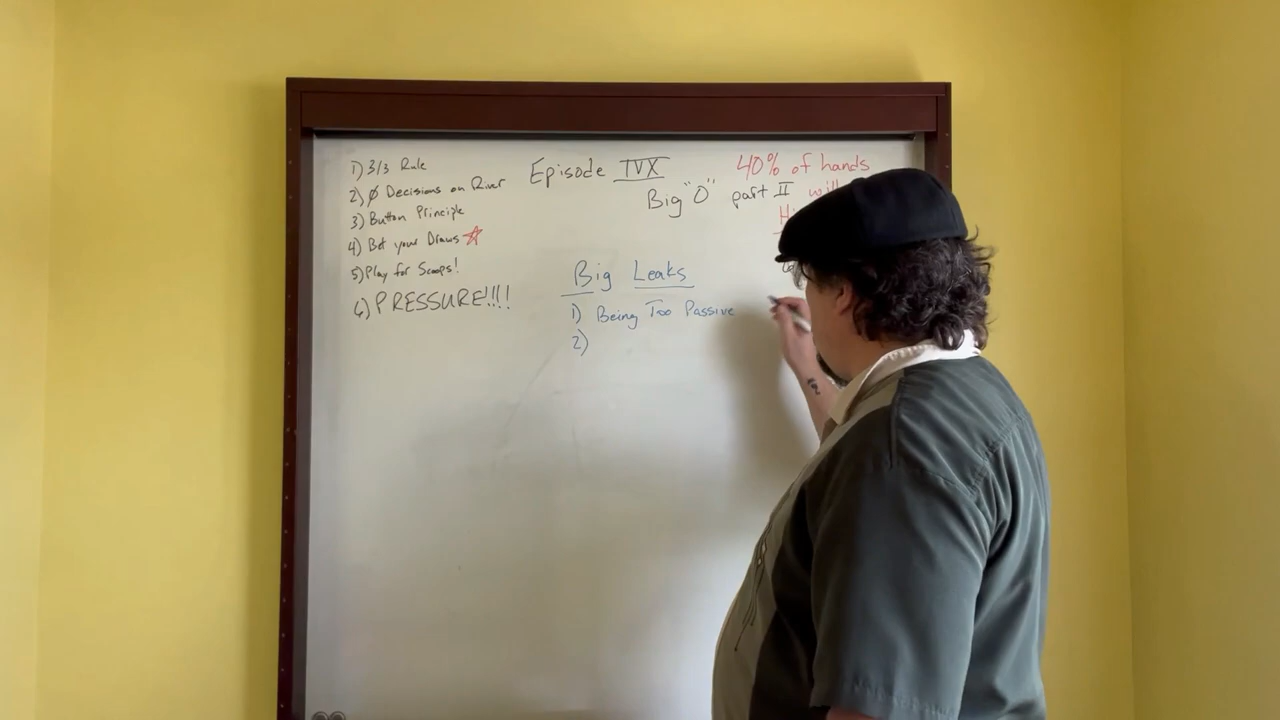 1) 3/3 Rule
2) Ø Decisions on River
3) Button Principle
4) Bet your Draws ☆
5) Play for Scoops!
6) PRESSURE!!!!
Episode IVX
Big "O" part II
40% of hands
Big Leaks
1) Being Too Passive
2)